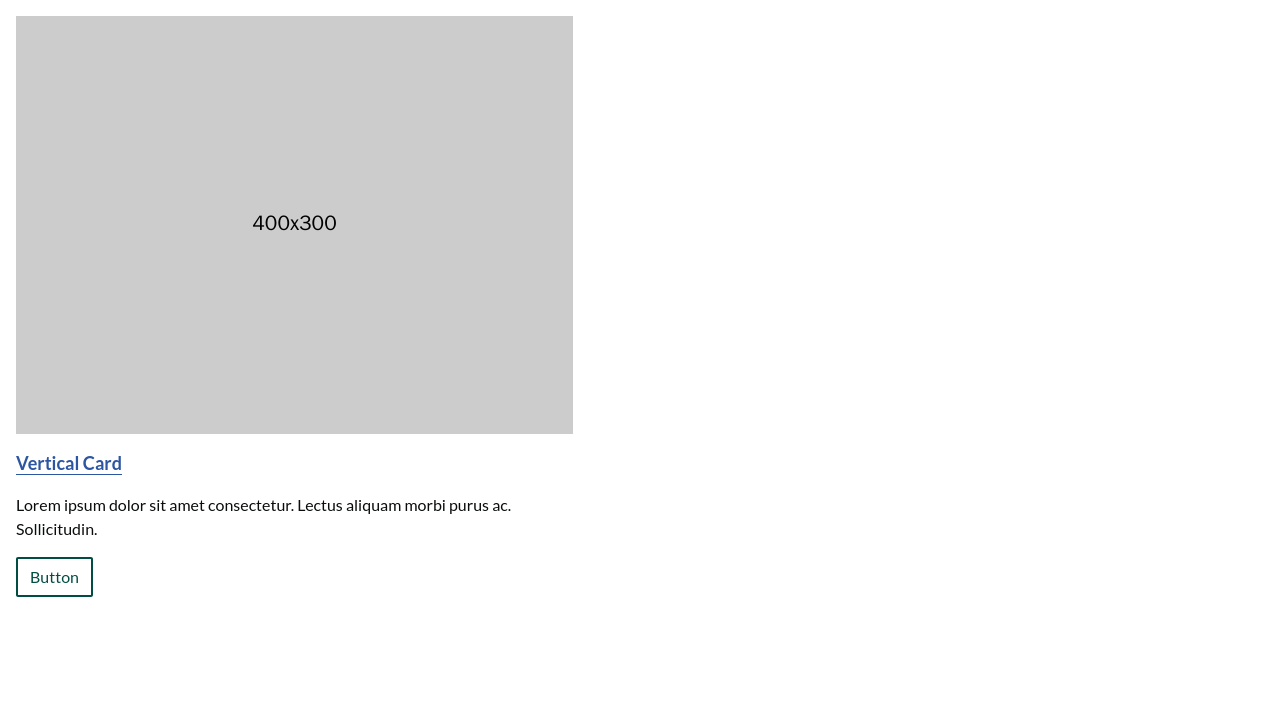 400x300
Vertical Card
Lorem ipsum dolor sit amet consectetur. Lectus aliquam morbi purus ac.
Sollicitudin.
Button